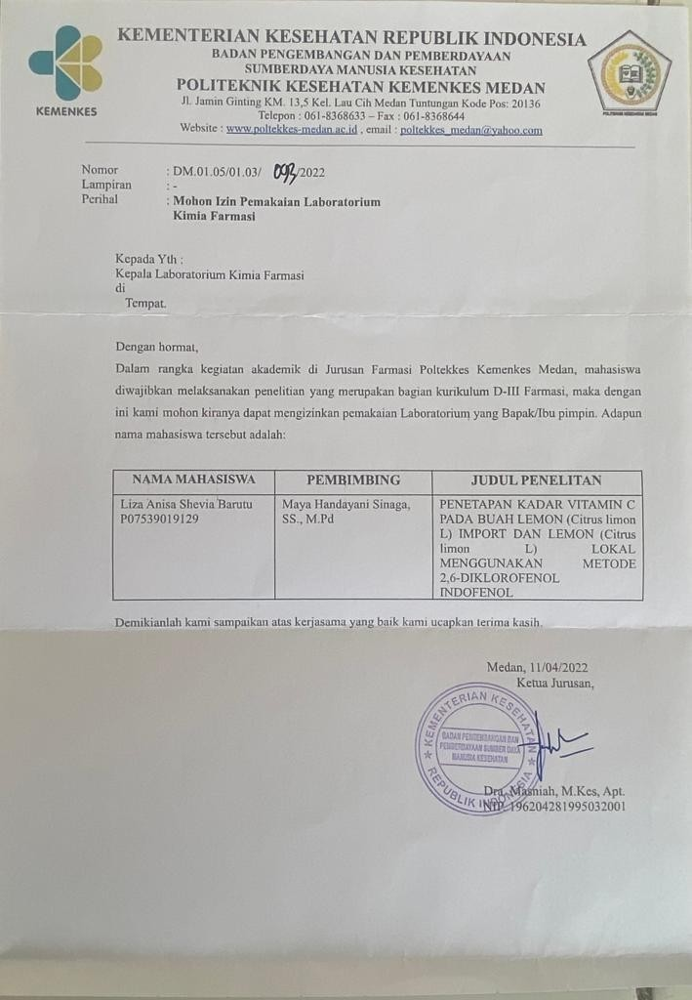 KEMENTERIAN KESEHATAN REPUBLIK INDONESIA
BADAN PENGEMBANGAN DAN PEMBERDAYAAN
SUMBERDAYA MANUSIA KESEHATAN
POLITEKNIK KESEHATAN KEMENKES MEDAN
Jl. Jamin Ginting KM. 13,5 Kel. Lau Cih Medan Tuntungan Kode Pos: 20136
Telepon : 061-8368633 – Fax : 061-8368644
Website : www.poltekkes-medan.ac.id , email : poltekkes_medan@yahoo.com
KEMENKES
POLITEKNIK KESEHATAN MEDAN
Nomor : DM.01.05/01.03/ 093/2022
Lampiran : -
Perihal : Mohon Izin Pemakaian Laboratorium
Kimia Farmasi
Kepada Yth :
Kepala Laboratorium Kimia Farmasi
di
Tempat.
Dengan hormat,
Dalam rangka kegiatan akademik di Jurusan Farmasi Poltekkes Kemenkes Medan, mahasiswa
diwajibkan melaksanakan penelitian yang merupakan bagian kurikulum D-III Farmasi, maka dengan
ini kami mohon kiranya dapat mengizinkan pemakaian Laboratorium yang Bapak/Ibu pimpin. Adapun
nama mahasiswa tersebut adalah:
NAMA MAHASISWA PEMBIMBING JUDUL PENELITAN
Liza Anisa Shevia Barutu
P07539019129
Maya Handayani Sinaga,
SS., M.Pd
PENETAPAN KADAR VITAMIN C
PADA BUAH LEMON (Citrus limon
L) IMPORT DAN LEMON (Citrus
limon L) LOKAL
MENGGUNAKAN METODE
2,6-DIKLOROFENOL
INDOFENOL
Demikianlah kami sampaikan atas kerjasama yang baik kami ucapkan terima kasih.
Medan, 11/04/2022
Ketua Jurusan,
KEMENTERIAN KESEHATAN
BADAN PENGEMBANGAN DAN
PEMBERDAYAAN SUMBER DAYA
MANUSIA KESEHATAN
REPUBLIK INDONESIA
Dra. Masniah, M.Kes, Apt.
NIP. 196204281995032001